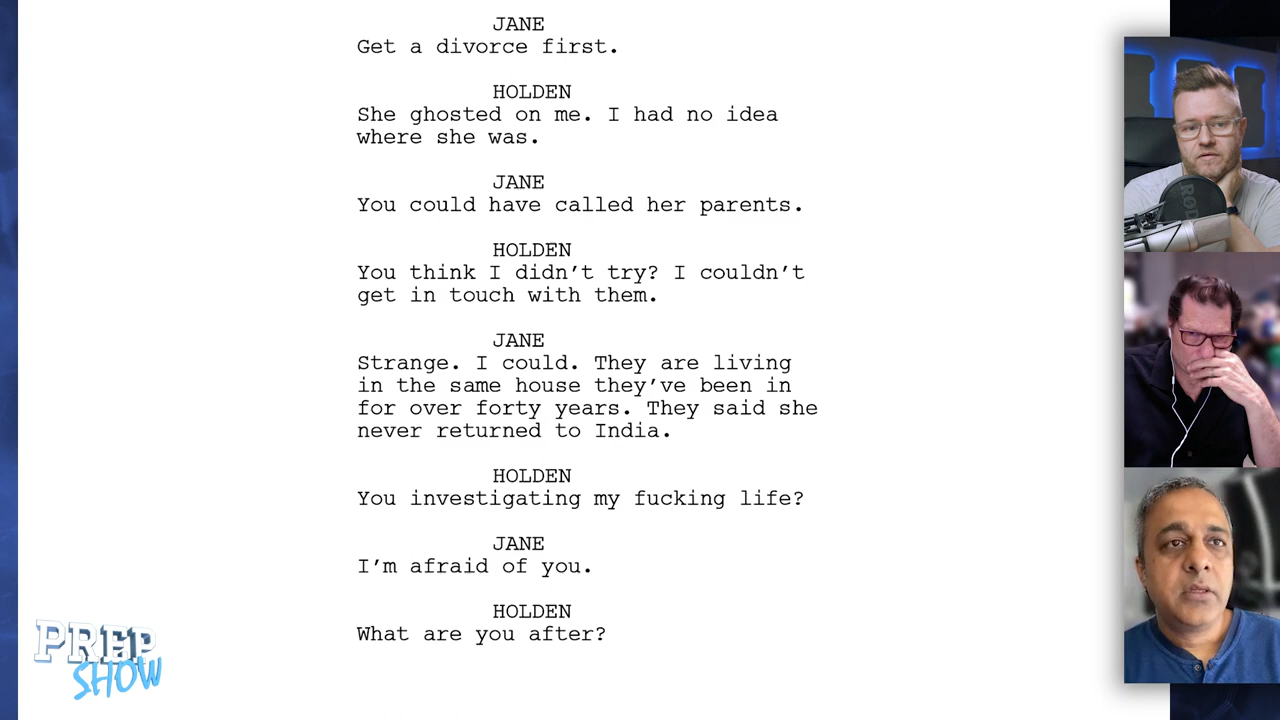 JANE
Get a divorce first.
HOLDEN
She ghosted on me. I had no idea
where she was.
JANE
You could have called her parents.
HOLDEN
You think I didn’t try? I couldn’t
get in touch with them.
JANE
Strange. I could. They are living
in the same house they’ve been in
for over forty years. They said she
never returned to India.
HOLDEN
You investigating my fucking life?
JANE
I’m afraid of you.
HOLDEN
What are you after?
PREP
SHOW
RØDE